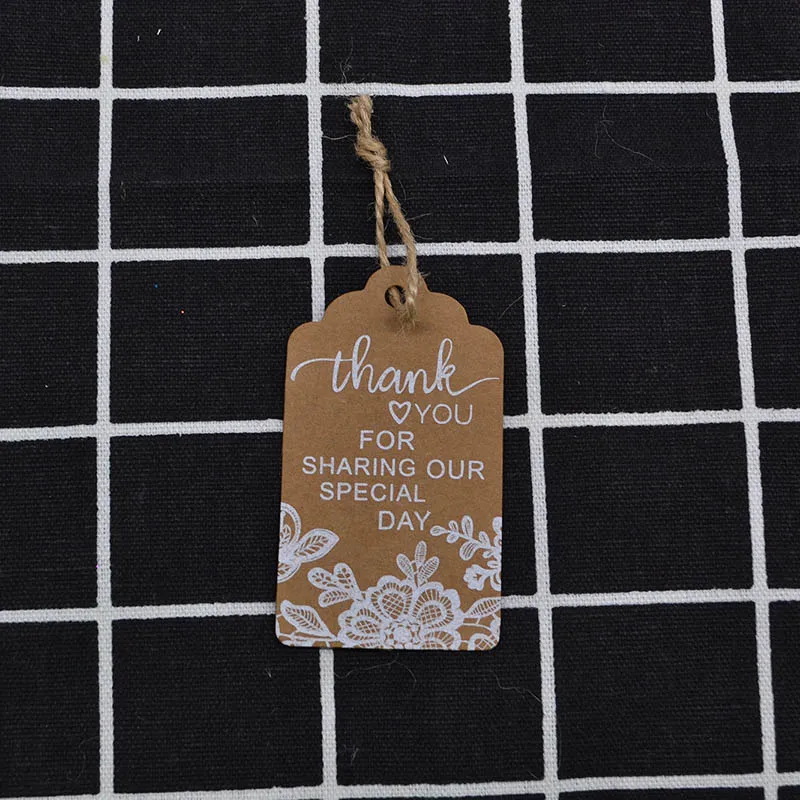 thank
♡YOU
FOR
SHARING OUR
SPECIAL
DAY